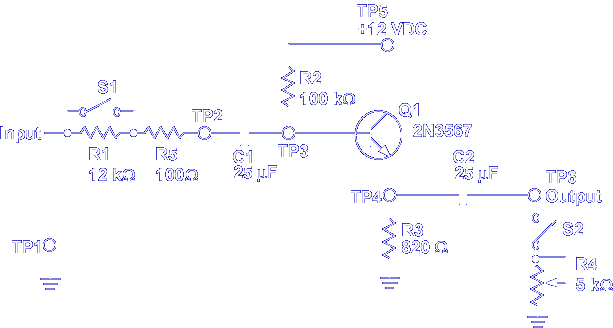 TP5
+12 VDC
R2
100 kΩ
S1
TP2
Q1
2N3567
Input
R1
12 kΩ
R5
100Ω
C1
25 µF
TP3
C2
25 µF
TP4
TP6
Output
TP1
R3
820 Ω
S2
R4
5 kΩ